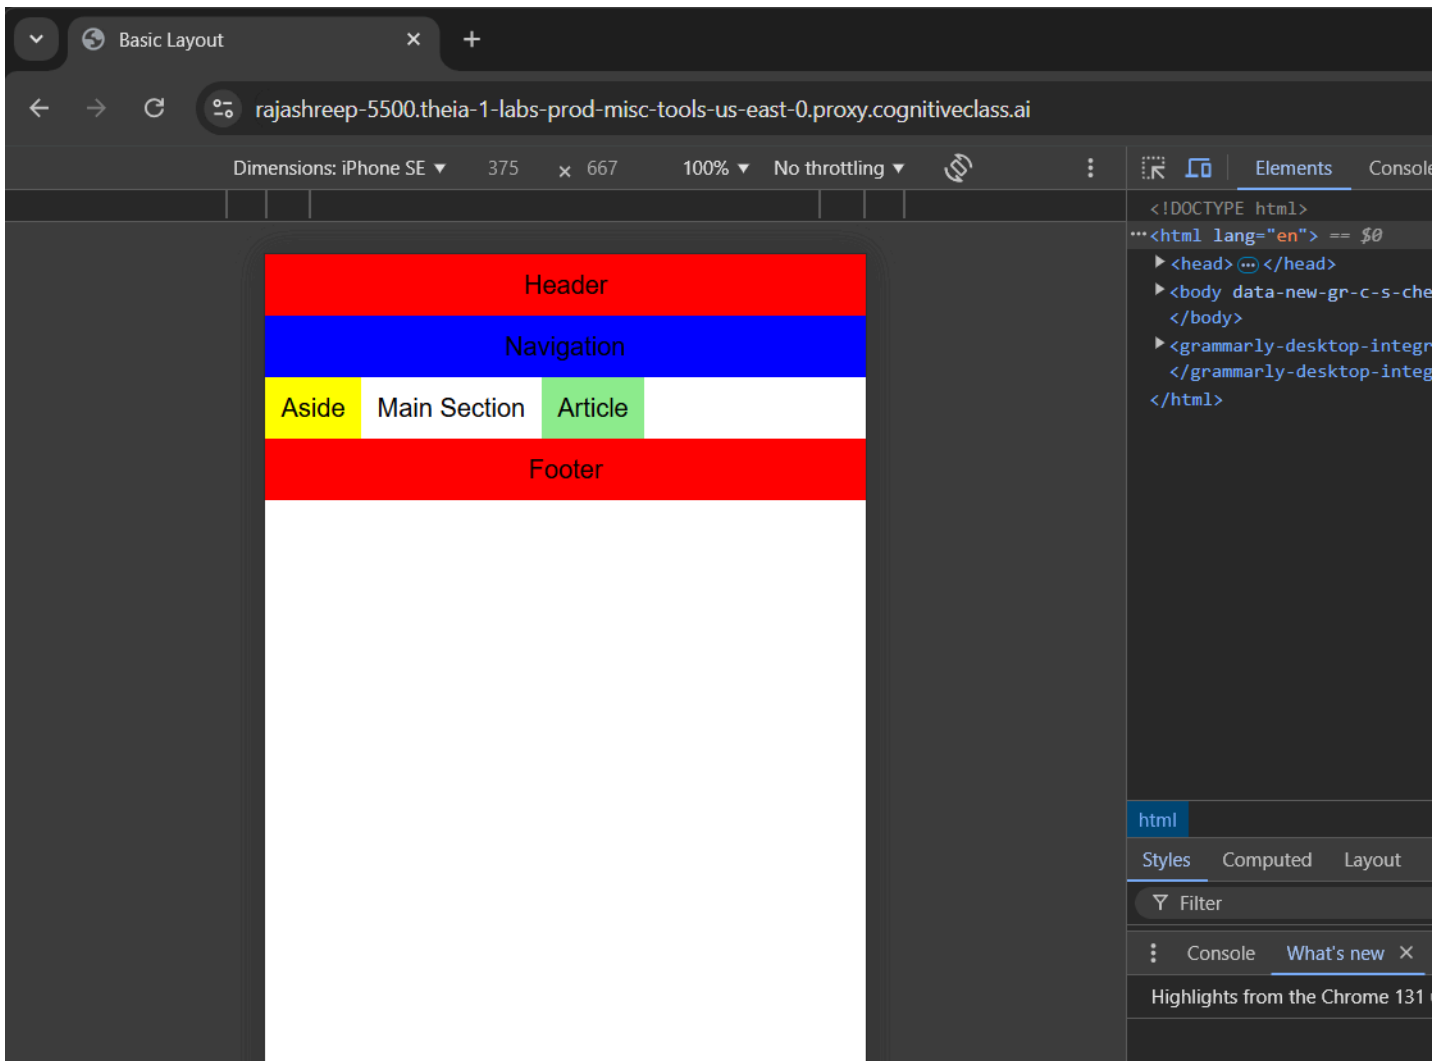 Basic Layout
rajashreep-5500.theia-1-labs-prod-misc-tools-us-east-0.proxy.cognitiveclass.ai
Dimensions: iPhone SE ▼ 375 × 667 100% ▼ No throttling ▼
Elements Console
<!DOCTYPE html>
<html lang="en"> == $0
<head> </head>
<body data-new-gr-c-s-che
</body>
<grammarly-desktop-integr
</grammarly-desktop-integ
</html>
Header
Navigation
Aside Main Section Article
Footer
html
Styles Computed Layout
Filter
Console What's new
Highlights from the Chrome 131